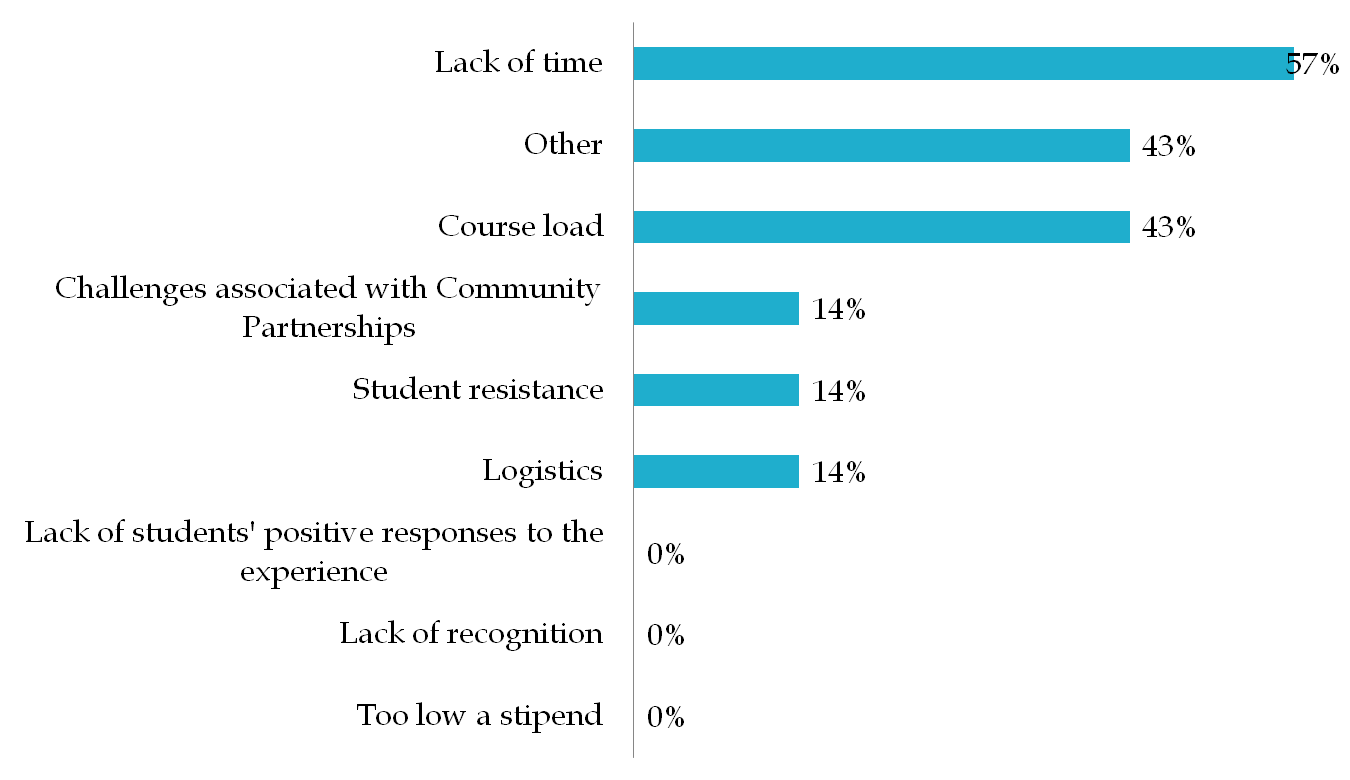 Lack of time 57%
Other 43%
Course load 43%
Challenges associated with Community
Partnerships 14%
Student resistance 14%
Logistics 14%
Lack of students' positive responses to the
experience 0%
Lack of recognition 0%
Too low a stipend 0%